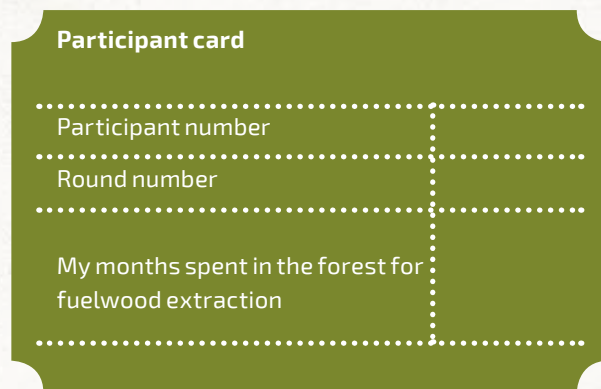 Participant card
Participant number
Round number
My months spent in the forest for
fuelwood extraction